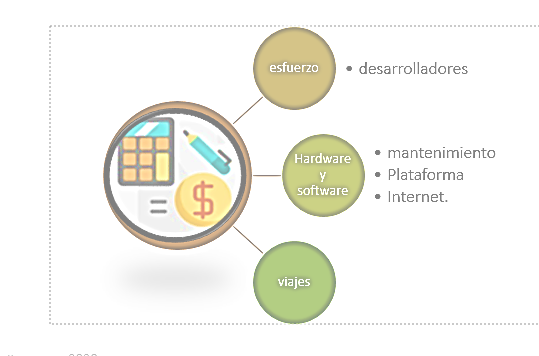 esfuerzo
• desarrolladores
Hardware
y
software
• mantenimiento
• Plataforma
• Internet.
$
viajes